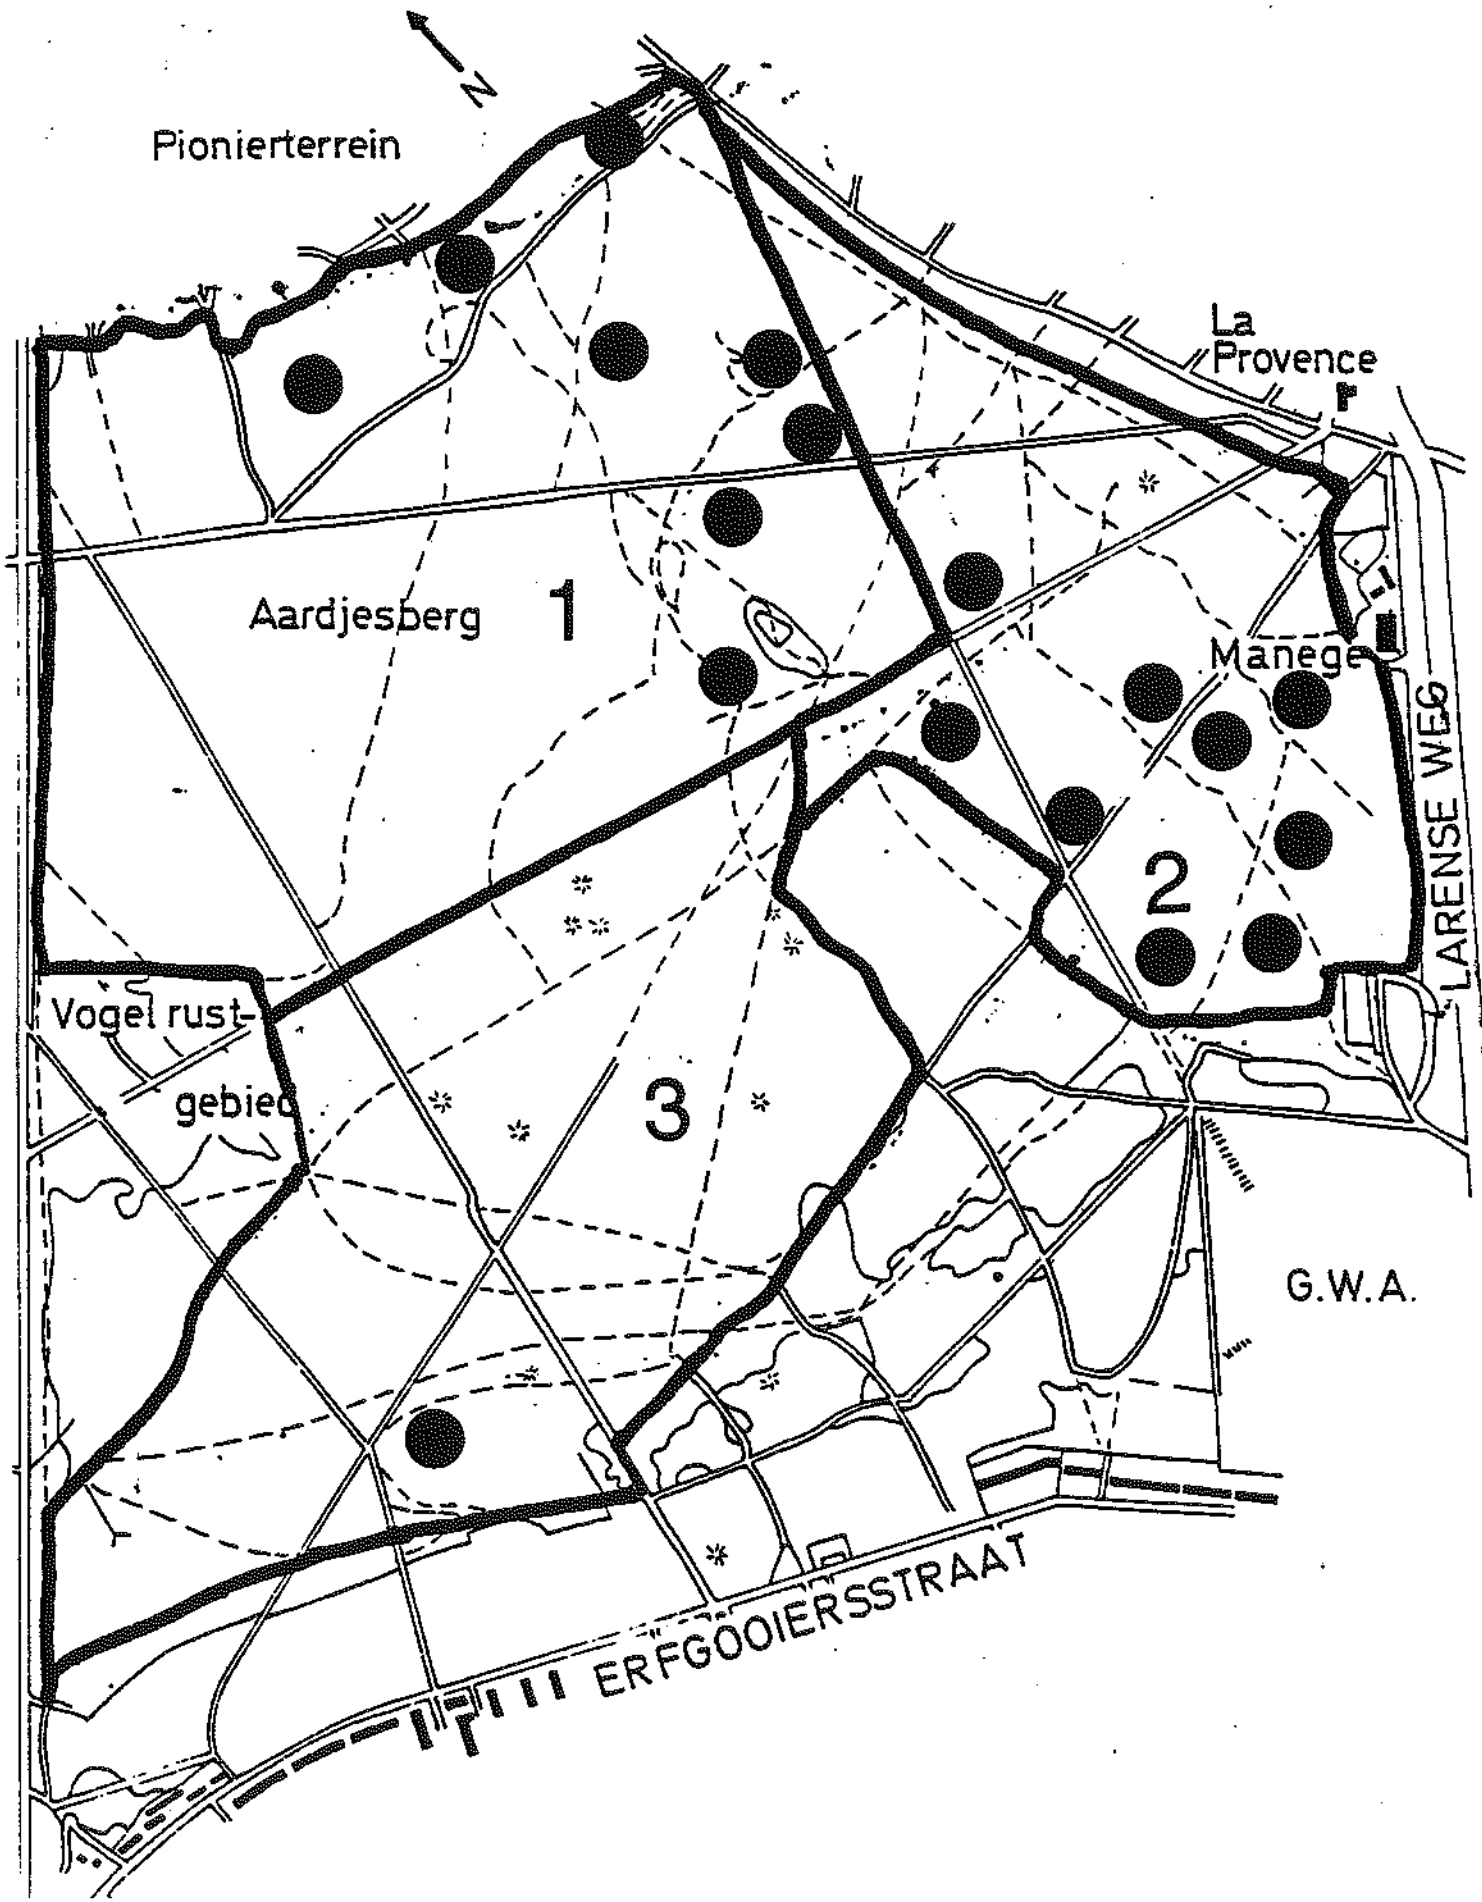 N
Pionierterrein
La
Provence
Aardjesberg
1
Manege
2
LARENSE WEG
Vogel rust-
gebied
3
G.W.A.
ERFGOOIERSSTRAAT